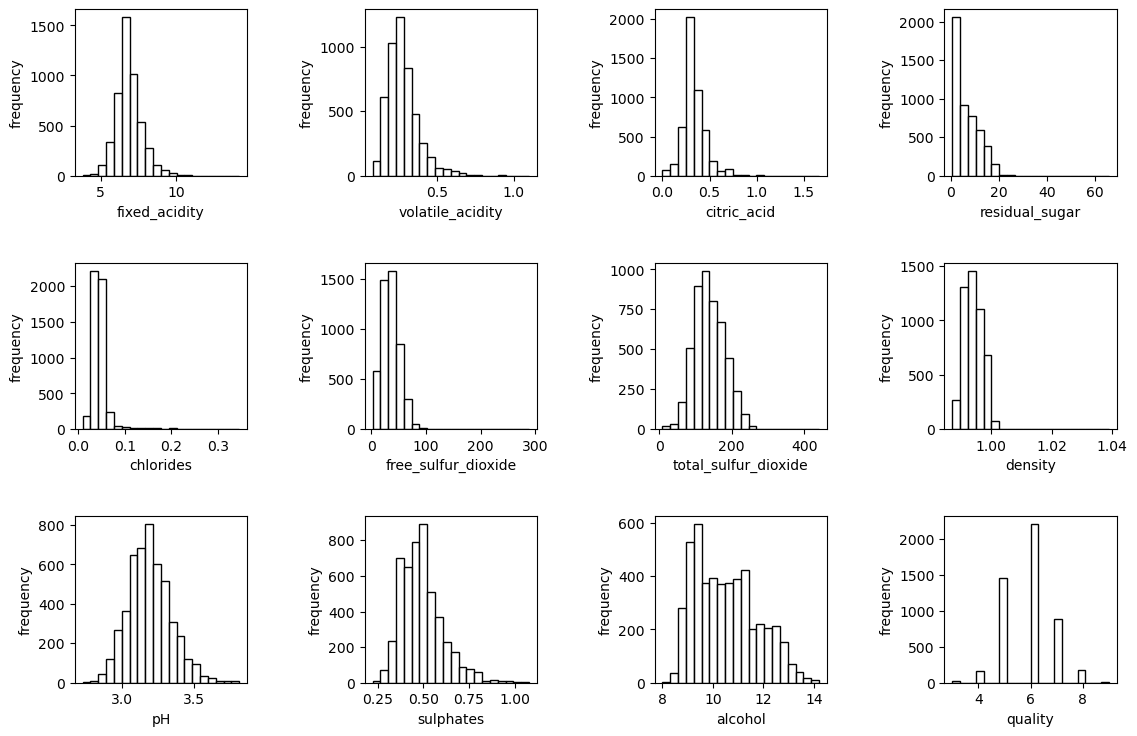 1500
1000
500
0
frequency
5 10
fixed_acidity
1000
500
0
frequency
0.5 1.0
volatile_acidity
2000
1500
1000
500
0
frequency
0.0 0.5 1.0 1.5
citric_acid
2000
1500
1000
500
0
frequency
0 20 40 60
residual_sugar
2000
1500
1000
500
0
frequency
0.0 0.1 0.2 0.3
chlorides
1500
1000
500
0
frequency
0 100 200 300
free_sulfur_dioxide
1000
750
500
250
0
frequency
0 200 400
total_sulfur_dioxide
1500
1000
500
0
frequency
1.00 1.02 1.04
density
800
600
400
200
0
frequency
3.0 3.5
pH
800
600
400
200
0
frequency
0.25 0.50 0.75 1.00
sulphates
600
400
200
0
frequency
8 10 12 14
alcohol
2000
1500
1000
500
0
frequency
4 6 8
quality